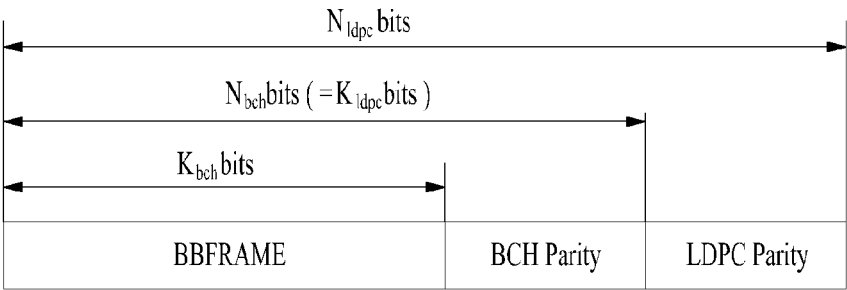 N ldpc bits
N bch bits ( = K ldpc bits )
K bch bits
BBFRAME BCH Parity LDPC Parity